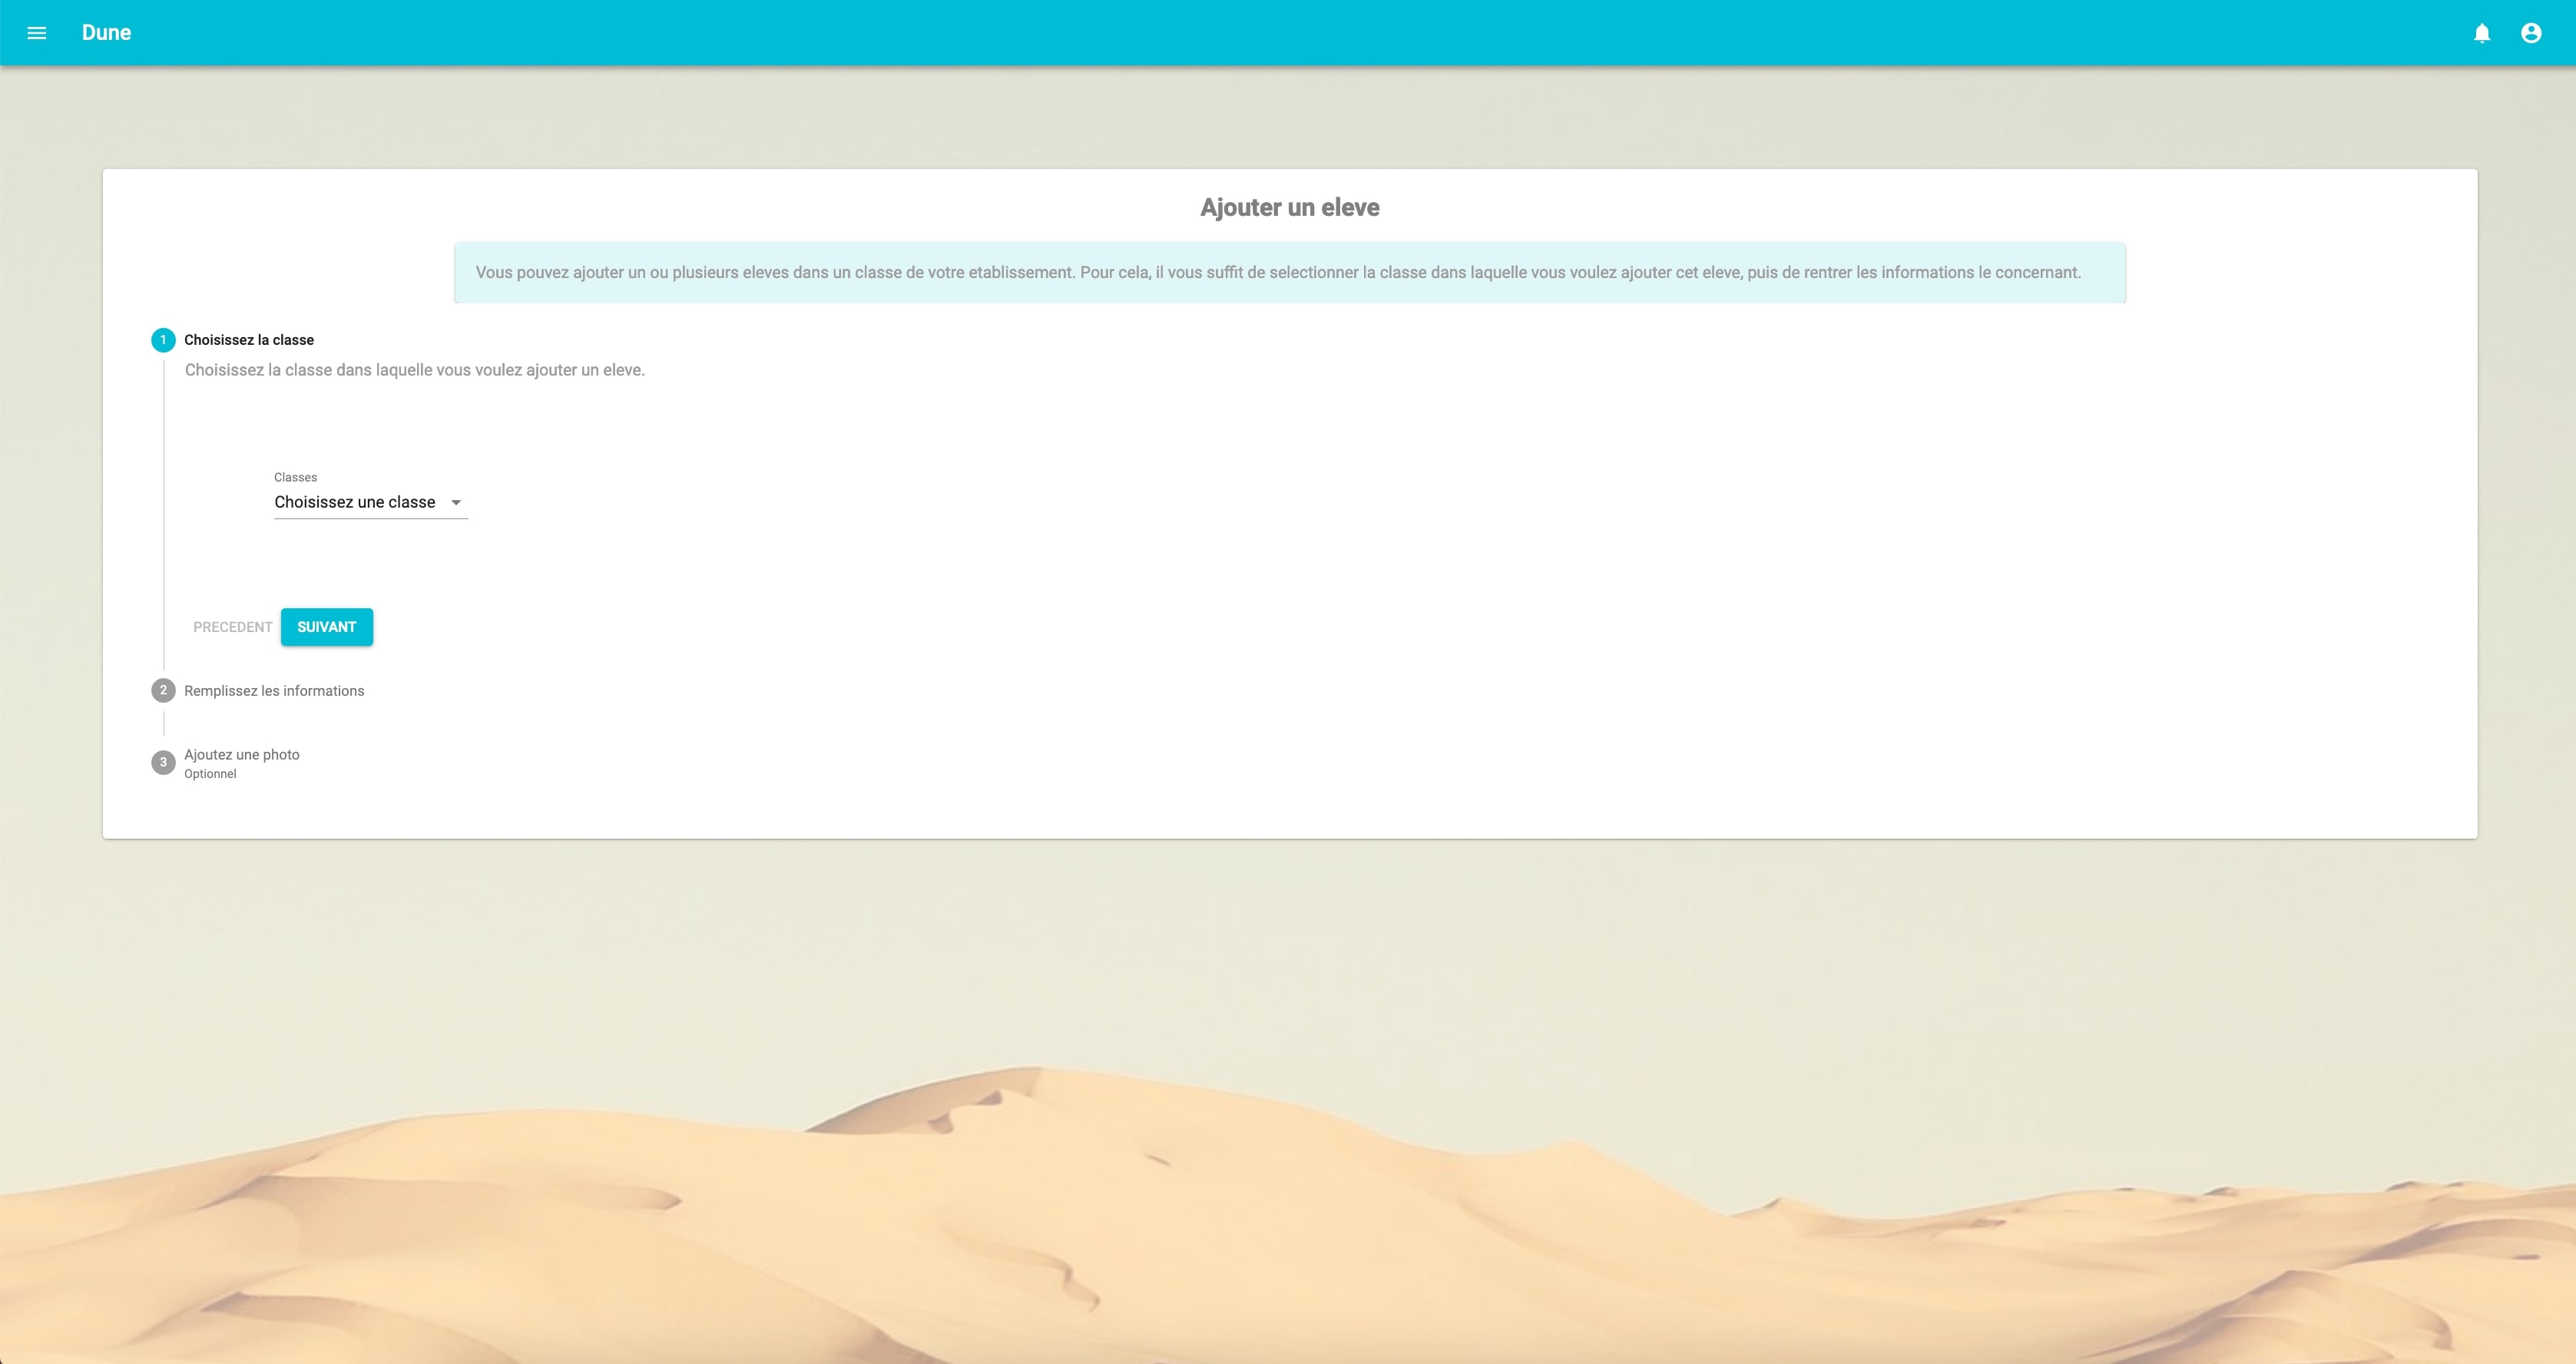 Dune
Ajouter un eleve
Vous pouvez ajouter un ou plusieurs eleves dans un classe de votre etablissement. Pour cela, il vous suffit de selectionner la classe dans laquelle vous voulez ajouter cet eleve, puis de rentrer les informations le concernant.
1 Choisissez la classe
Choisissez la classe dans laquelle vous voulez ajouter un eleve.
Classes
Choisissez une classe
PRECEDENT SUIVANT
2 Remplissez les informations
3 Ajoutez une photo
Optionnel